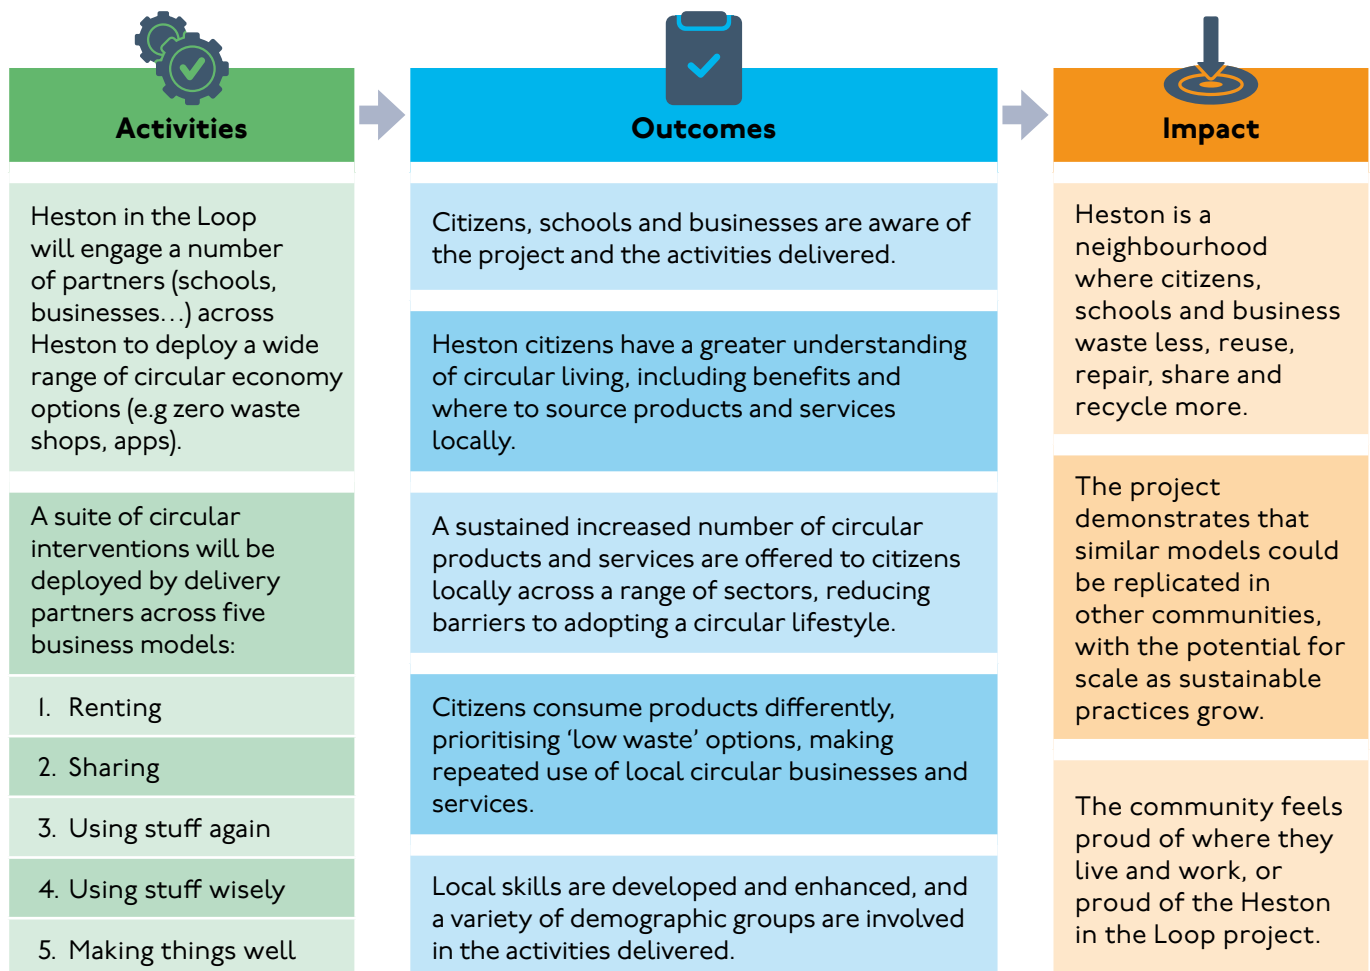 Activities
Heston in the Loop
will engage a number
of partners (schools,
businesses...) across
Heston to deploy a wide
range of circular economy
options (e.g zero waste
shops, apps).
A suite of circular
interventions will be
deployed by delivery
partners across five
business models:
1. Renting
2. Sharing
3. Using stuff again
4. Using stuff wisely
5. Making things well
Outcomes
Citizens, schools and businesses are aware of
the project and the activities delivered.
Heston citizens have a greater understanding
of circular living, including benefits and
where to source products and services
locally.
A sustained increased number of circular
products and services are offered to citizens
locally across a range of sectors, reducing
barriers to adopting a circular lifestyle.
Citizens consume products differently,
prioritising ‘low waste’ options, making
repeated use of local circular businesses and
services.
Local skills are developed and enhanced, and
a variety of demographic groups are involved
in the activities delivered.
Impact
Heston is a
neighbourhood
where citizens,
schools and business
waste less, reuse,
repair, share and
recycle more.
The project
demonstrates that
similar models could
be replicated in
other communities,
with the potential for
scale as sustainable
practices grow.
The community feels
proud of where they
live and work, or
proud of the Heston
in the Loop project.